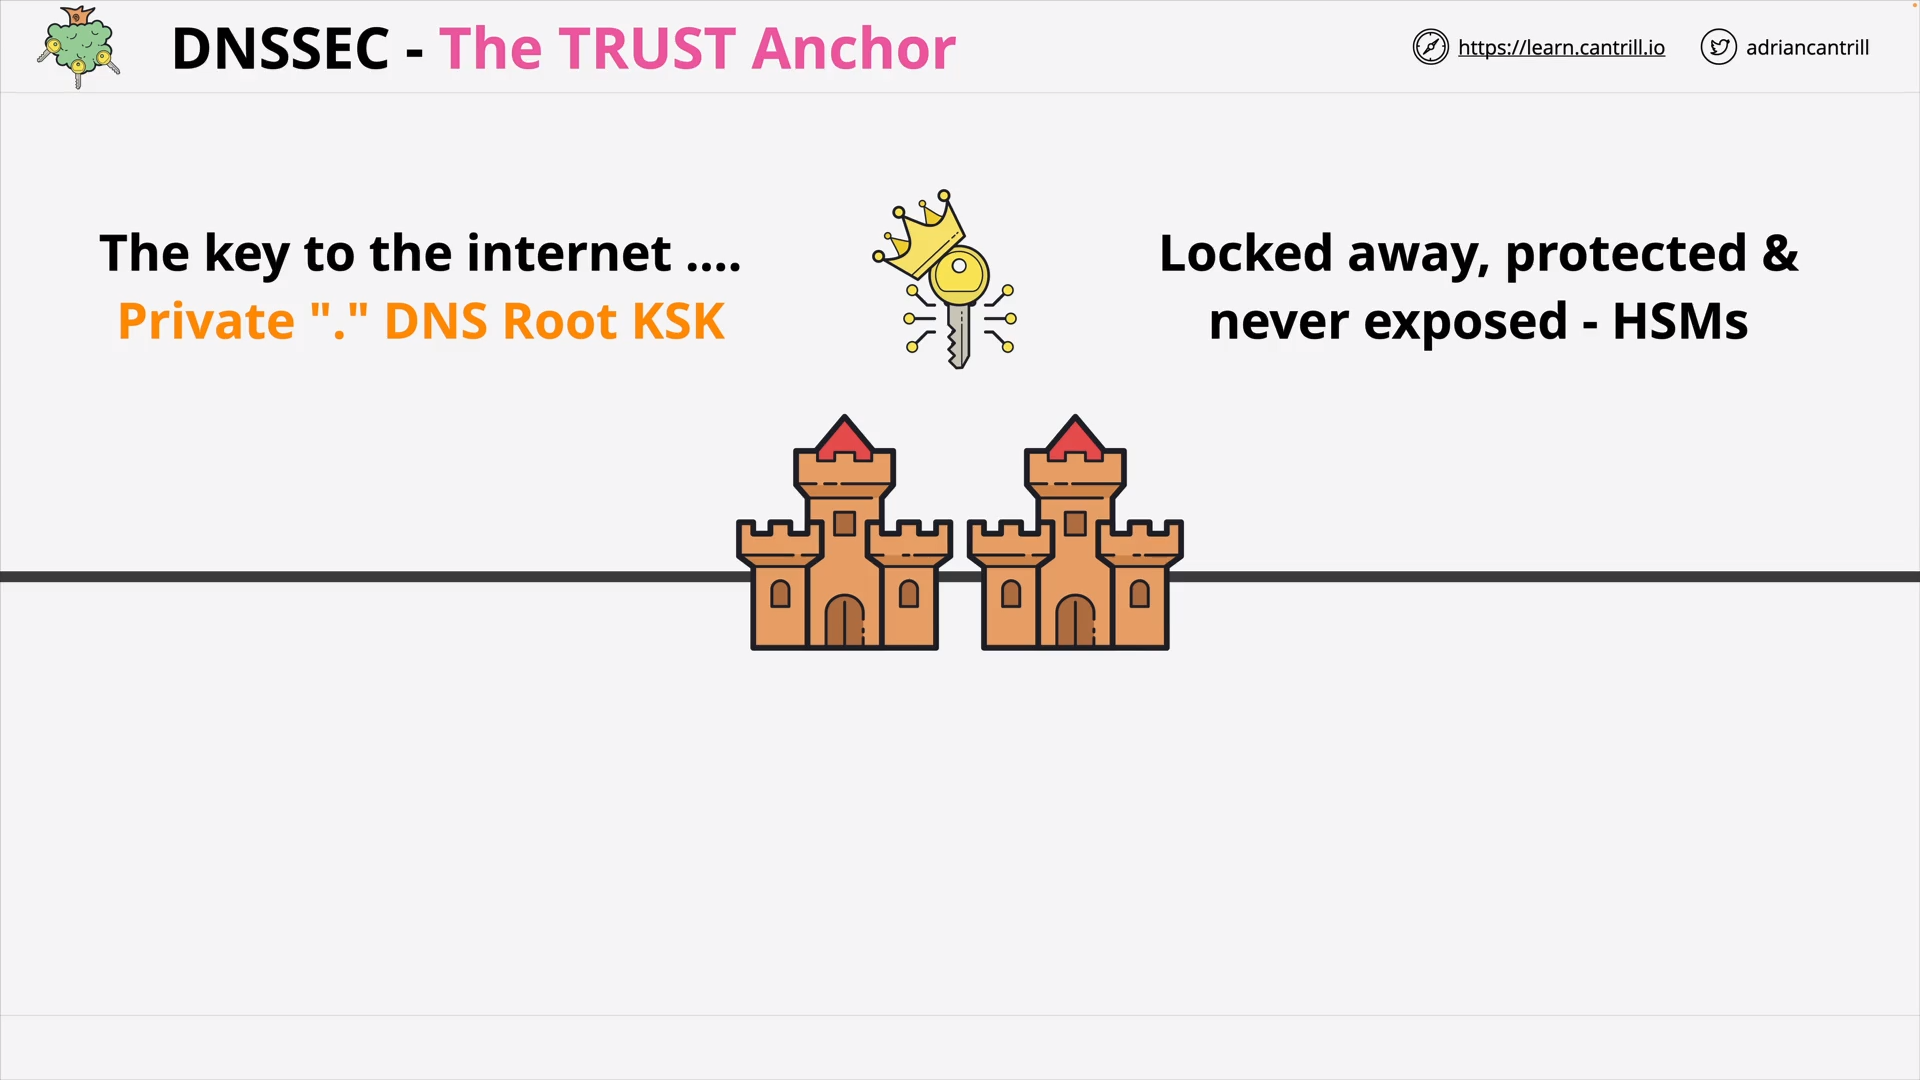 DNSSEC - The TRUST Anchor
https://learn.cantrill.io
adriancantrill
The key to the internet ....
Private "." DNS Root KSK
Locked away, protected &
never exposed - HSMs